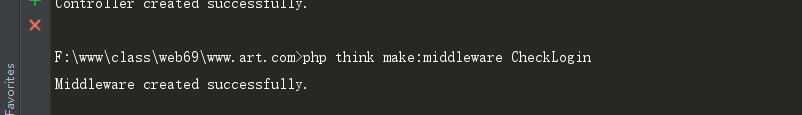 Controller created successfully.
F:\www\class\web69\www.art.com>php think make:middleware CheckLogin
Middleware created successfully.
Favorites